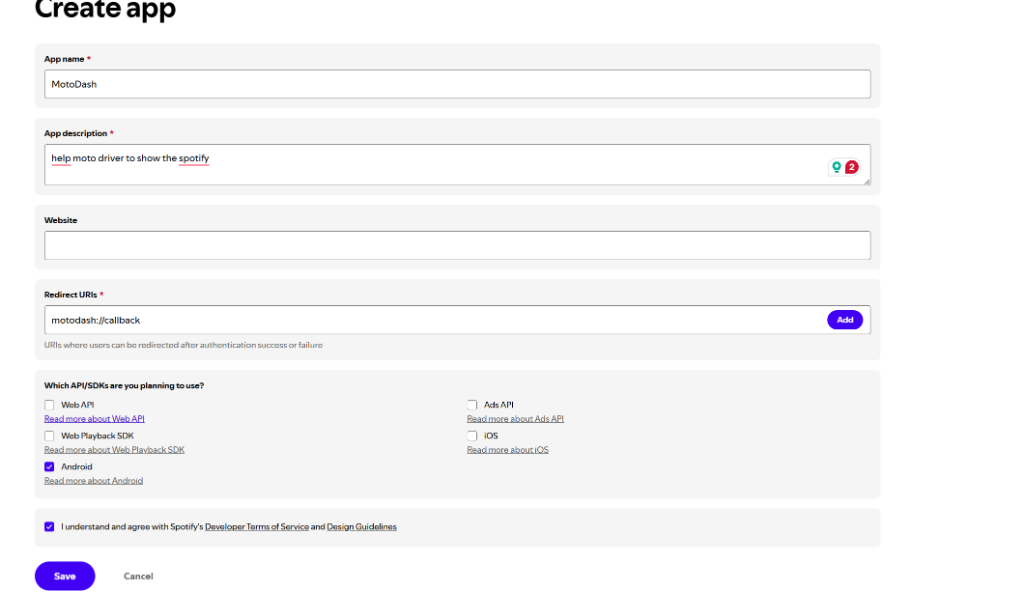 Create app
App name *
MotoDash
App description *
help moto driver to show the spotify
2
Website
Redirect URIs *
motodash://callback
Add
URIs where users can be redirected after authentication success or failure
Which API/SDKs are you planning to use?
Web API
Read more about Web API
Ads API
Read more about Ads API
Web Playback SDK
Read more about Web Playback SDK
iOS
Read more about iOS
Android
Read more about Android
I understand and agree with Spotify's Developer Terms of Service and Design Guidelines
Save
Cancel